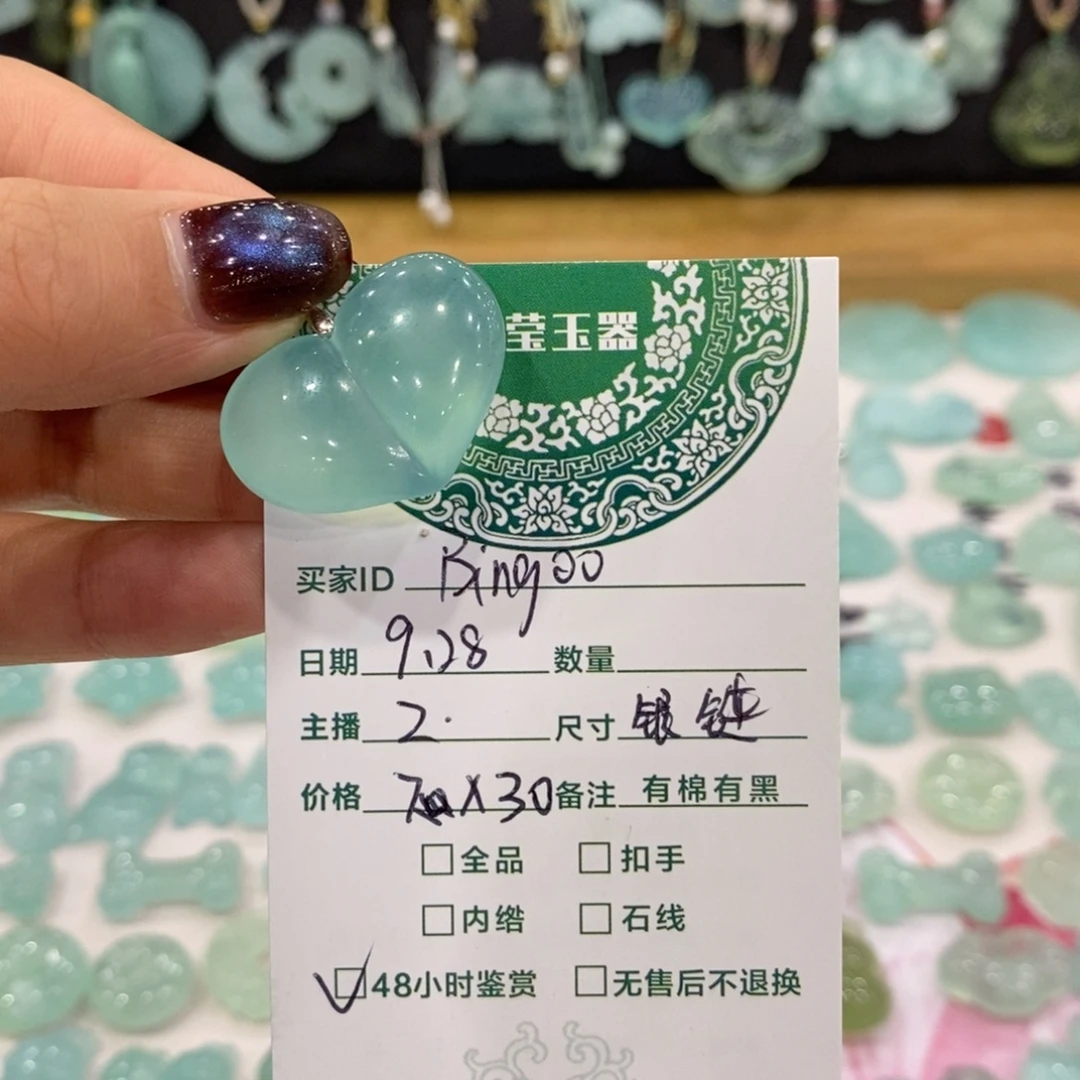 莹玉器
买家ID Bingoo
日期 9.28 数量
主播 2. 尺寸 银链
价格 X30 备注 有棉有黑
□全品 □扣手
□内绺 □石线
☑48小时鉴赏 □无售后不退换